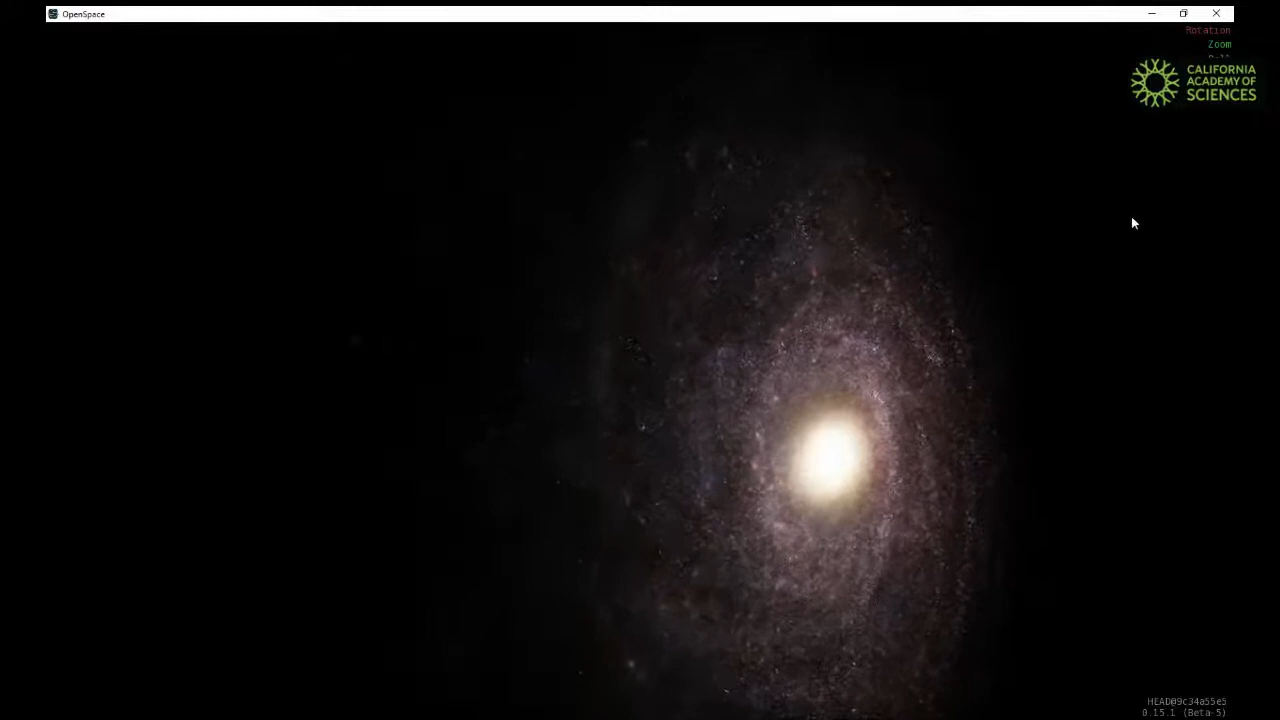 OpenSpace
Rotation
Zoom
CALIFORNIA
ACADEMY OF
SCIENCES
HEAD@9c34a55e5
0.15.1 (Beta-5)